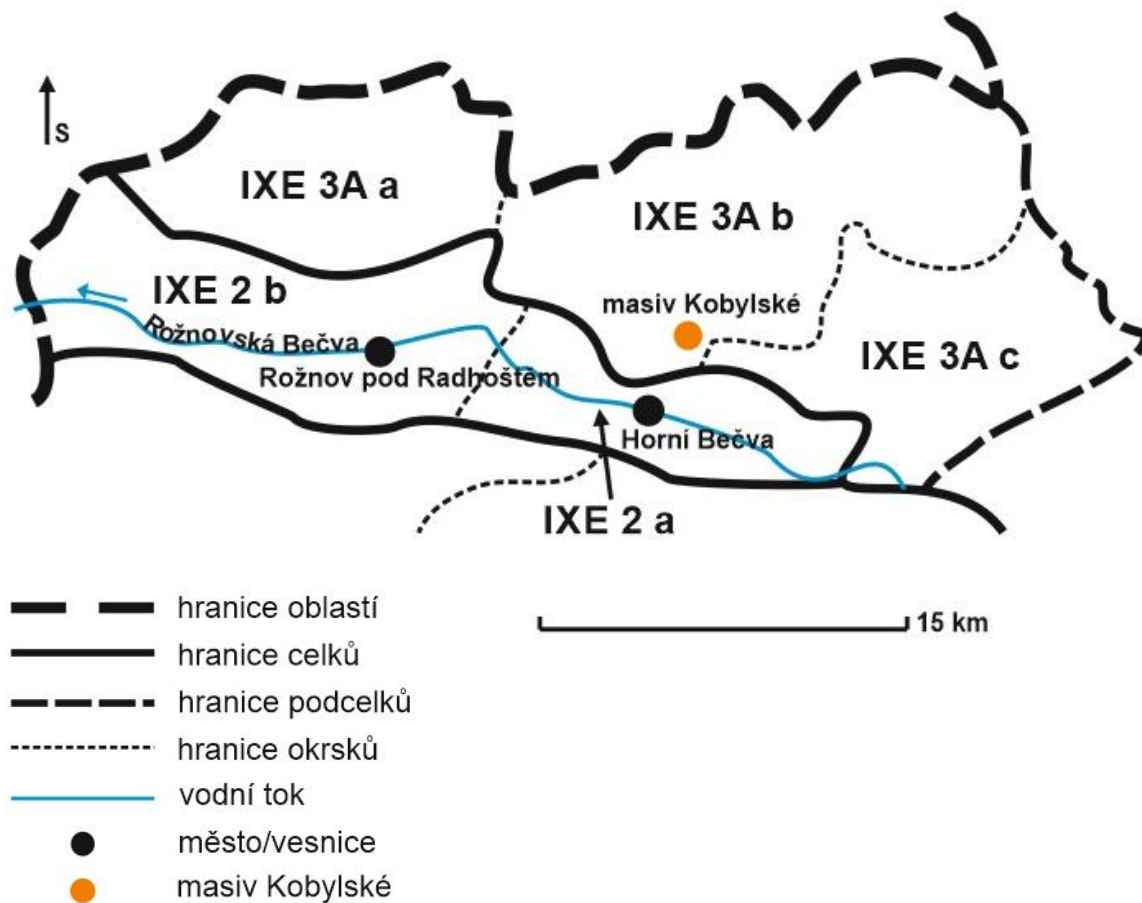 S
IXE 3A a
IXE 3A b
IXE 2 b
masiv Kobylské
Rožnovská Bečva
IXE 3A c
Rožnov pod Radhoštěm
Horní Bečva
IXE 2 a
hranice oblastí
15 km
hranice celků
hranice podcelků
hranice okrsků
vodní tok
město/vesnice
masiv Kobylské